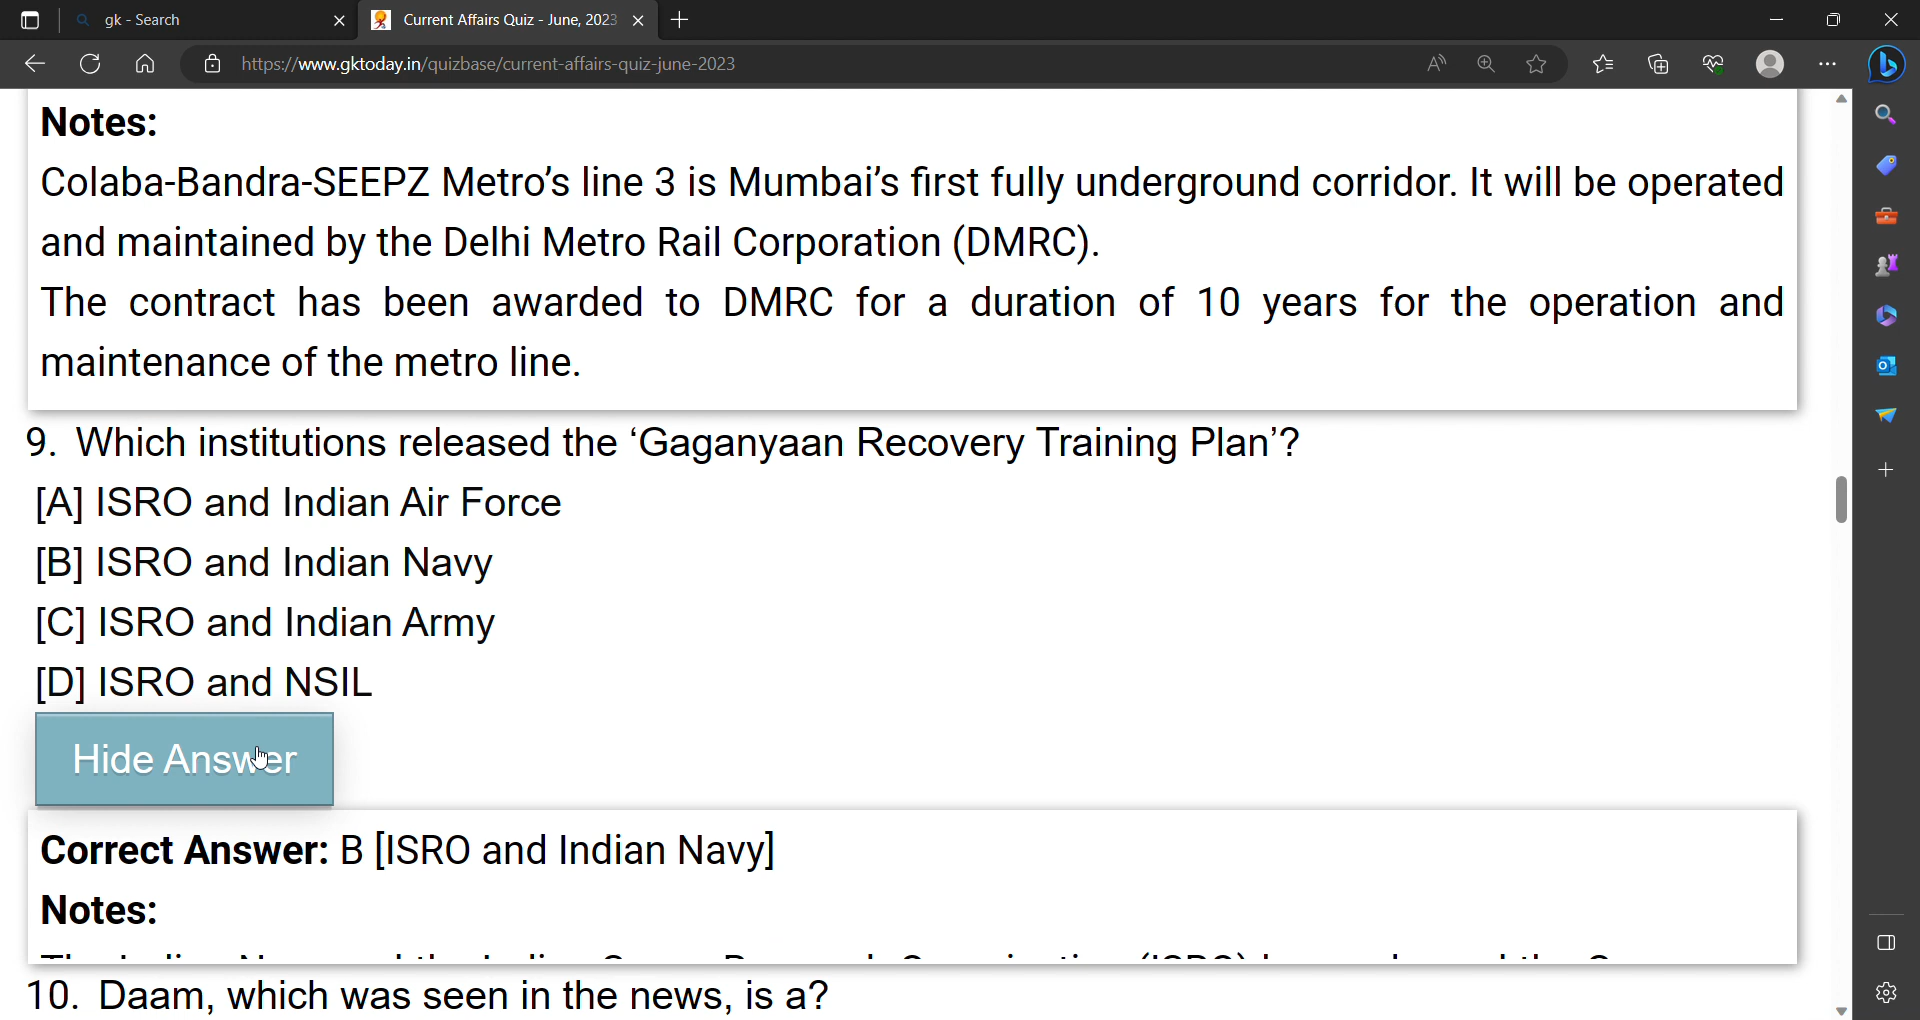 gk - Search
Current Affairs Quiz - June, 2023
https://www.gktoday.in/quizbase/current-affairs-quiz-june-2023
Notes:
Colaba-Bandra-SEEPZ Metro’s line 3 is Mumbai’s first fully underground corridor. It will be operated
and maintained by the Delhi Metro Rail Corporation (DMRC).
The contract has been awarded to DMRC for a duration of 10 years for the operation and
maintenance of the metro line.
9. Which institutions released the ‘Gaganyaan Recovery Training Plan’?
[A] ISRO and Indian Air Force
[B] ISRO and Indian Navy
[C] ISRO and Indian Army
[D] ISRO and NSIL
Hide Answer
Correct Answer: B [ISRO and Indian Navy]
Notes:
10. Daam, which was seen in the news, is a?